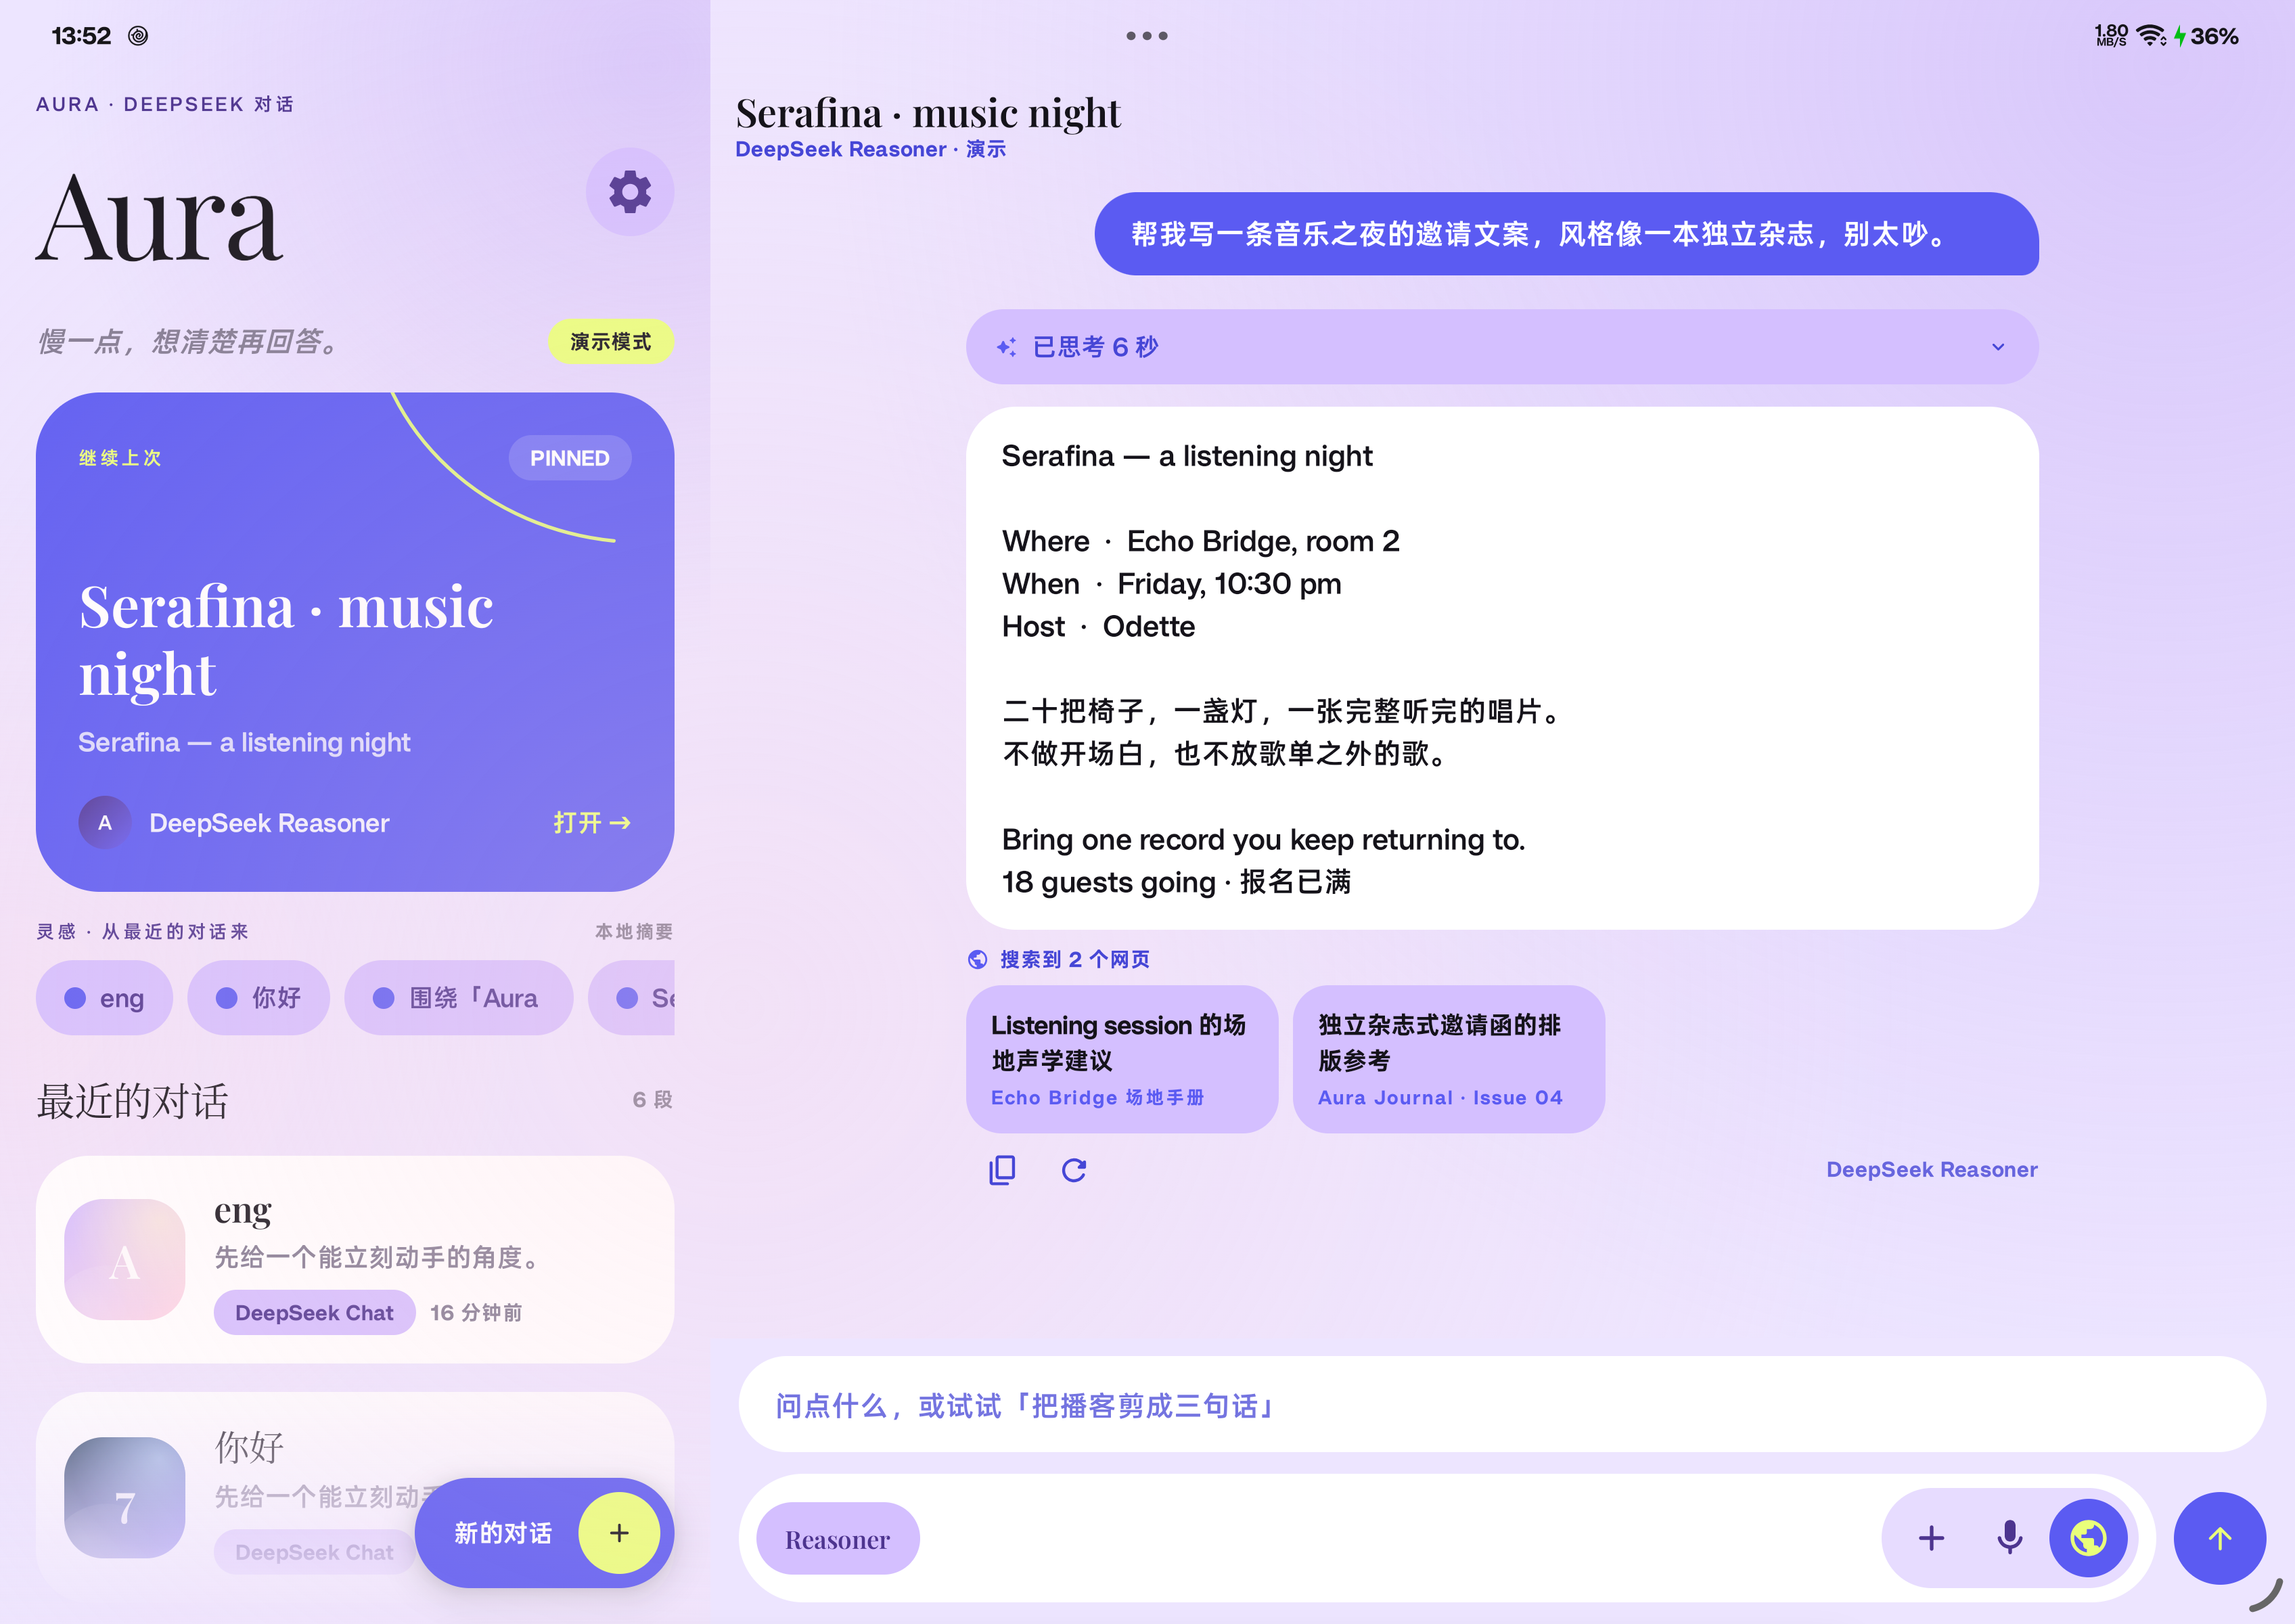 13:52
1.80
MB/S
36%
AURA · DEEPSEEK 对话
Aura
慢一点，想清楚再回答。
演示模式
继续上次
PINNED
Serafina · music
night
Serafina — a listening night
A
DeepSeek Reasoner
打开 →
灵感 · 从最近的对话来
本地摘要
eng
你好
围绕「Aura
最近的对话
6 段
A
eng
先给一个能立刻动手的角度。
DeepSeek Chat
16 分钟前
7
你好
先给一个能立刻动
DeepSeek Chat
新的对话
+
Serafina · music night
DeepSeek Reasoner · 演示
帮我写一条音乐之夜的邀请文案，风格像一本独立杂志，别太吵。
已思考 6 秒
Serafina — a listening night
Where · Echo Bridge, room 2
When · Friday, 10:30 pm
Host · Odette
二十把椅子，一盏灯，一张完整听完的唱片。
不做开场白，也不放歌单之外的歌。
Bring one record you keep returning to.
18 guests going · 报名已满
搜索到 2 个网页
Listening session 的场
地声学建议
Echo Bridge 场地手册
独立杂志式邀请函的排
版参考
Aura Journal · Issue 04
DeepSeek Reasoner
问点什么，或试试「把播客剪成三句话」
Reasoner